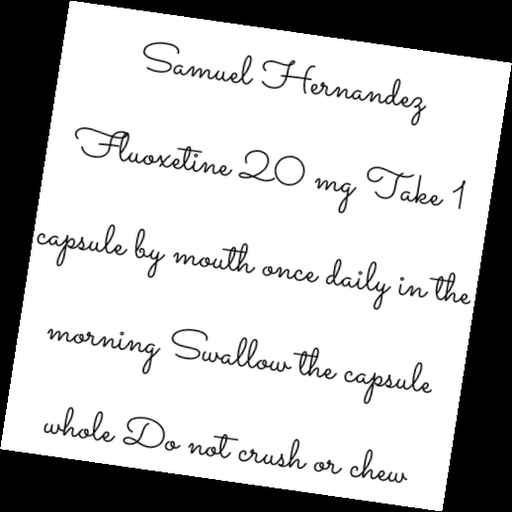 Samuel Hernandez
Fluoxetine 20 mg Take 1
capsule by mouth once daily in the
morning Swallow the capsule
whole Do not crush or chew